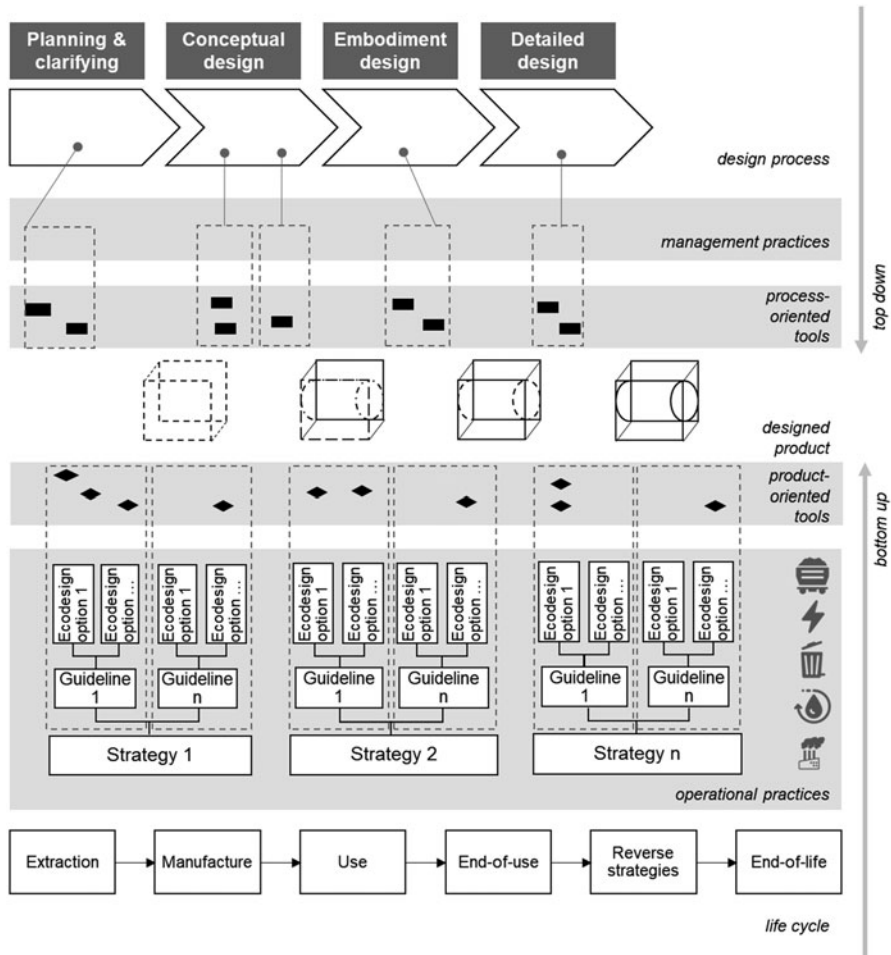 Planning &
clarifying
Conceptual
design
Embodiment
design
Detailed
design
design process
management practices
process-
oriented
tools
top down
designed
product
product-
oriented
tools
bottom up
Ecodesign
option 1
Ecodesign
option ...
Ecodesign
option 1
Ecodesign
option ...
Ecodesign
option 1
Ecodesign
option ...
Ecodesign
option 1
Ecodesign
option ...
Ecodesign
option 1
Ecodesign
option ...
Ecodesign
option 1
Ecodesign
option ...
Guideline
1
Guideline
n
Guideline
1
Guideline
n
Guideline
1
Guideline
n
Strategy 1
Strategy 2
Strategy n
operational practices
Extraction
Manufacture
Use
End-of-use
Reverse
strategies
End-of-life
life cycle